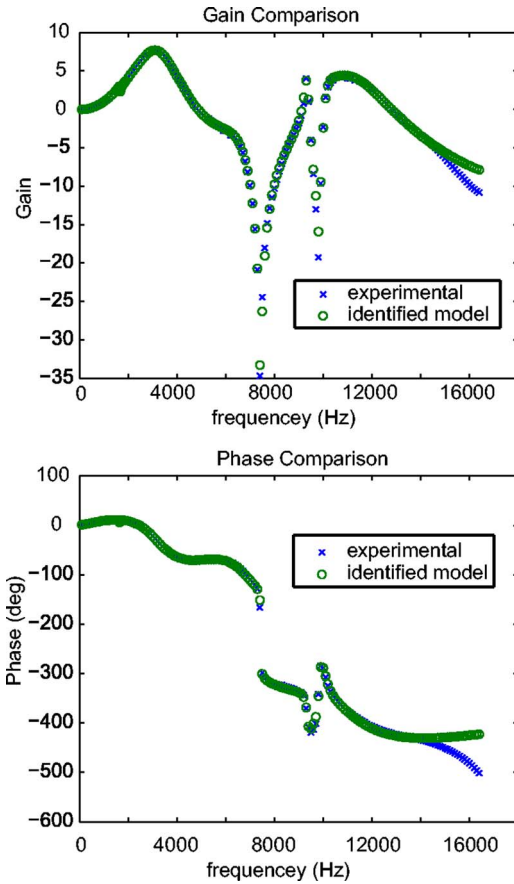 Gain Comparison
10
5
0
−5
−10
−15
−20
−25
−30
−35
Gain
× experimental
o identified model
0 4000 8000 12000 16000
frequencey (Hz)
Phase Comparison
100
0
−100
−200
−300
−400
−500
−600
Phase (deg)
× experimental
o identified model
0 4000 8000 12000 16000
frequencey (Hz)